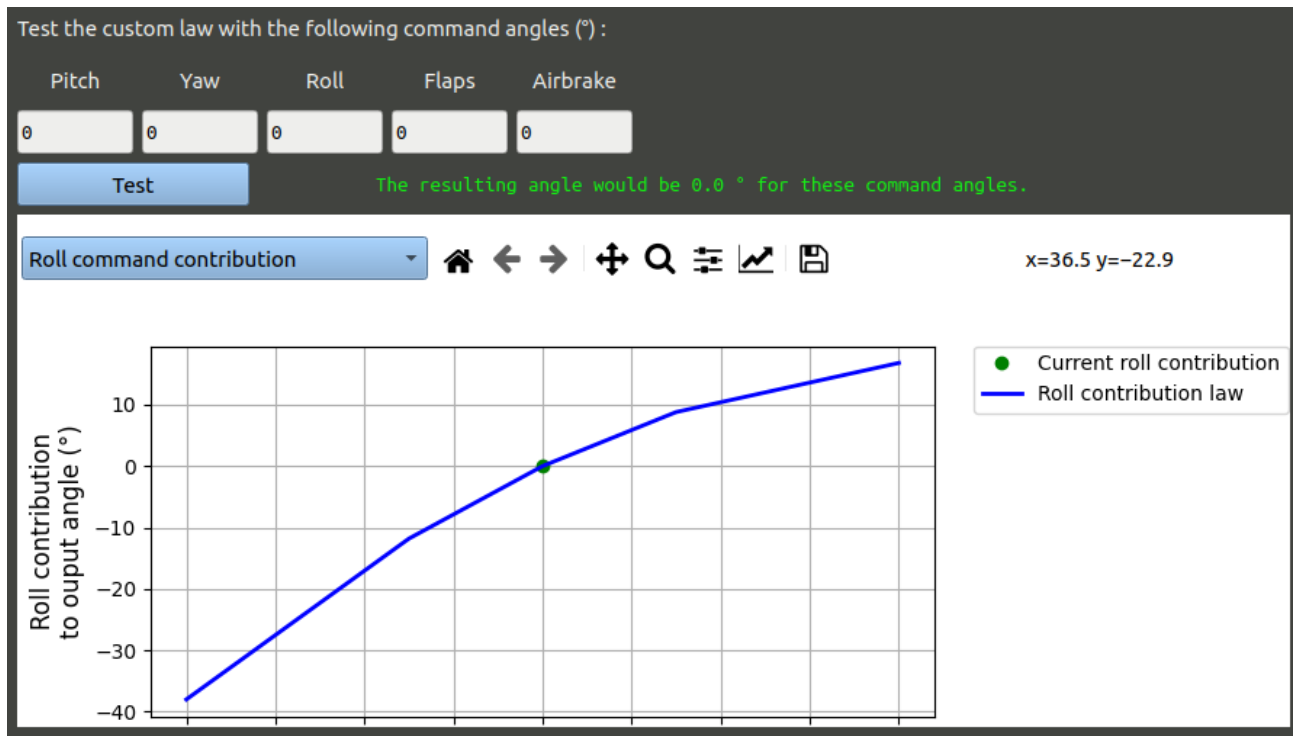 Test the custom law with the following command angles (°) :
Pitch Yaw Roll Flaps Airbrake
0 0 0 0 0
Test The resulting angle would be 0.0 ° for these command angles.
Roll command contribution x=36.5 y=−22.9
Current roll contribution
Roll contribution law
Roll contribution
to ouput angle (°)
10
0
−10
−20
−30
−40